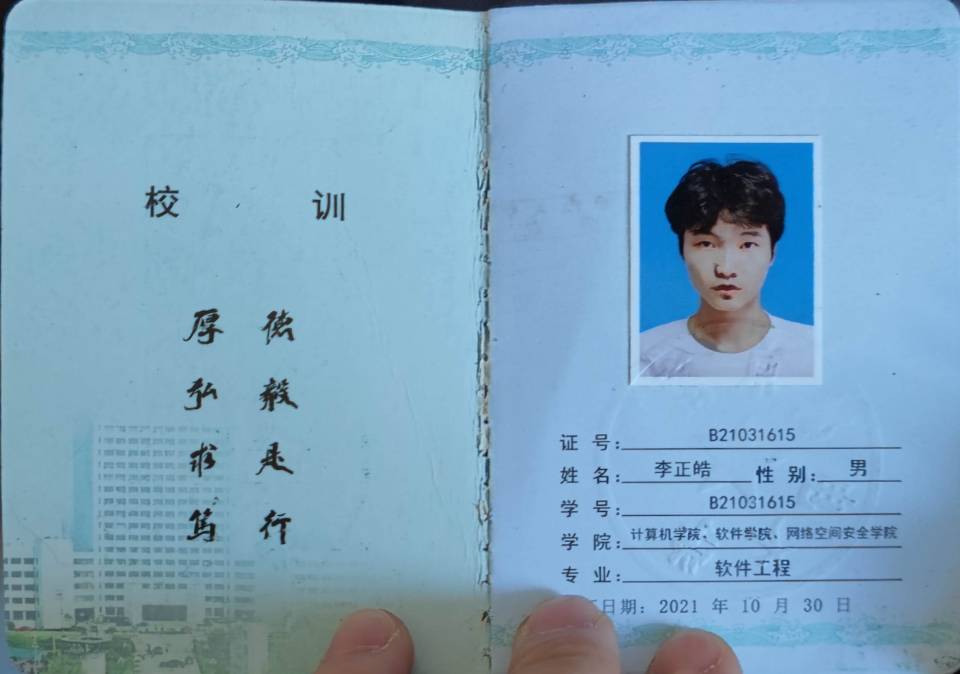 校 训
厚德
弘毅
求是
笃行
证 号: B21031615
姓 名: 李正皓 性 别: 男
学 号: B21031615
学 院: 计算机学院、软件学院、网络空间安全学院
专 业: 软件工程
日期: 2021 年 10 月 30 日